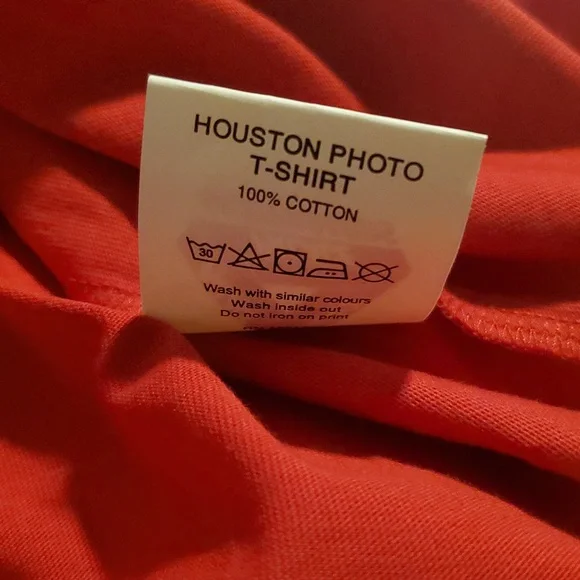 HOUSTON PHOTO
T-SHIRT
100% COTTON
30
Wash with similar colours
Wash inside out
Do not iron on print